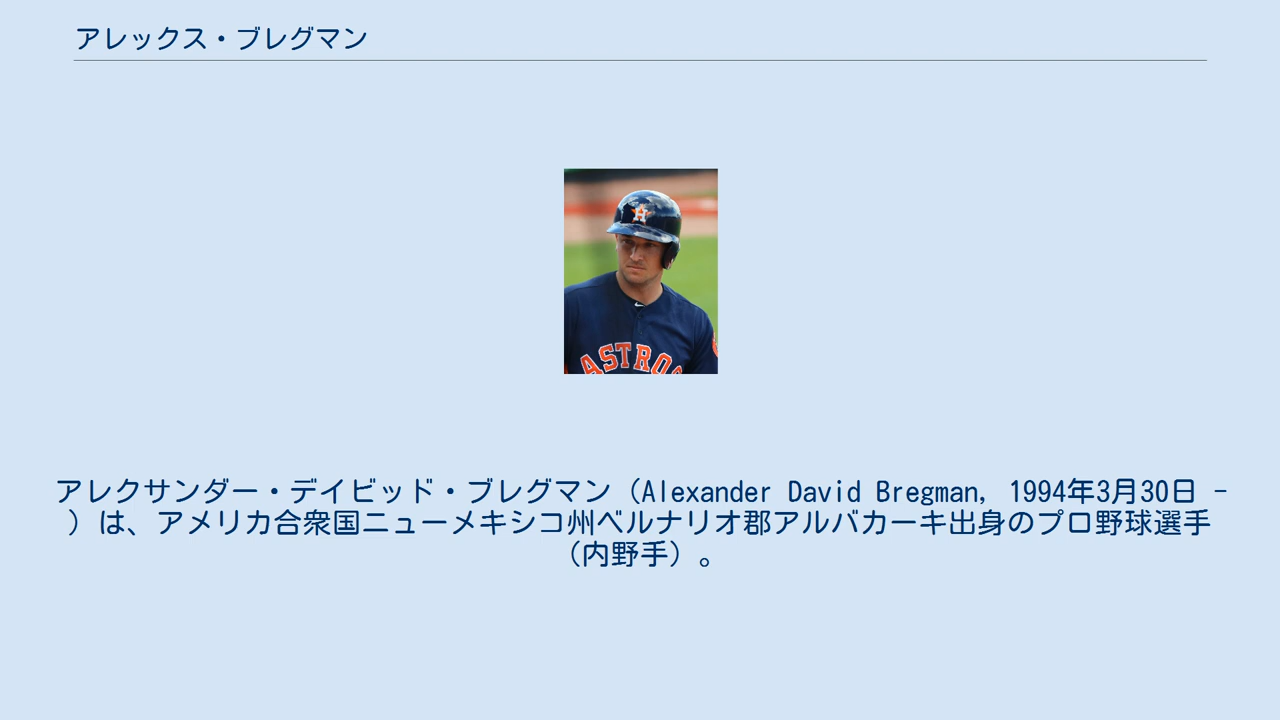 アレックス・ブレグマン
H
ASTROS
アレクサンダー・デイビッド・ブレグマン（Alexander David Bregman, 1994年3月30日 -
）は、アメリカ合衆国ニューメキシコ州ベルナリオ郡アルバカーキ出身のプロ野球選手
（内野手）。